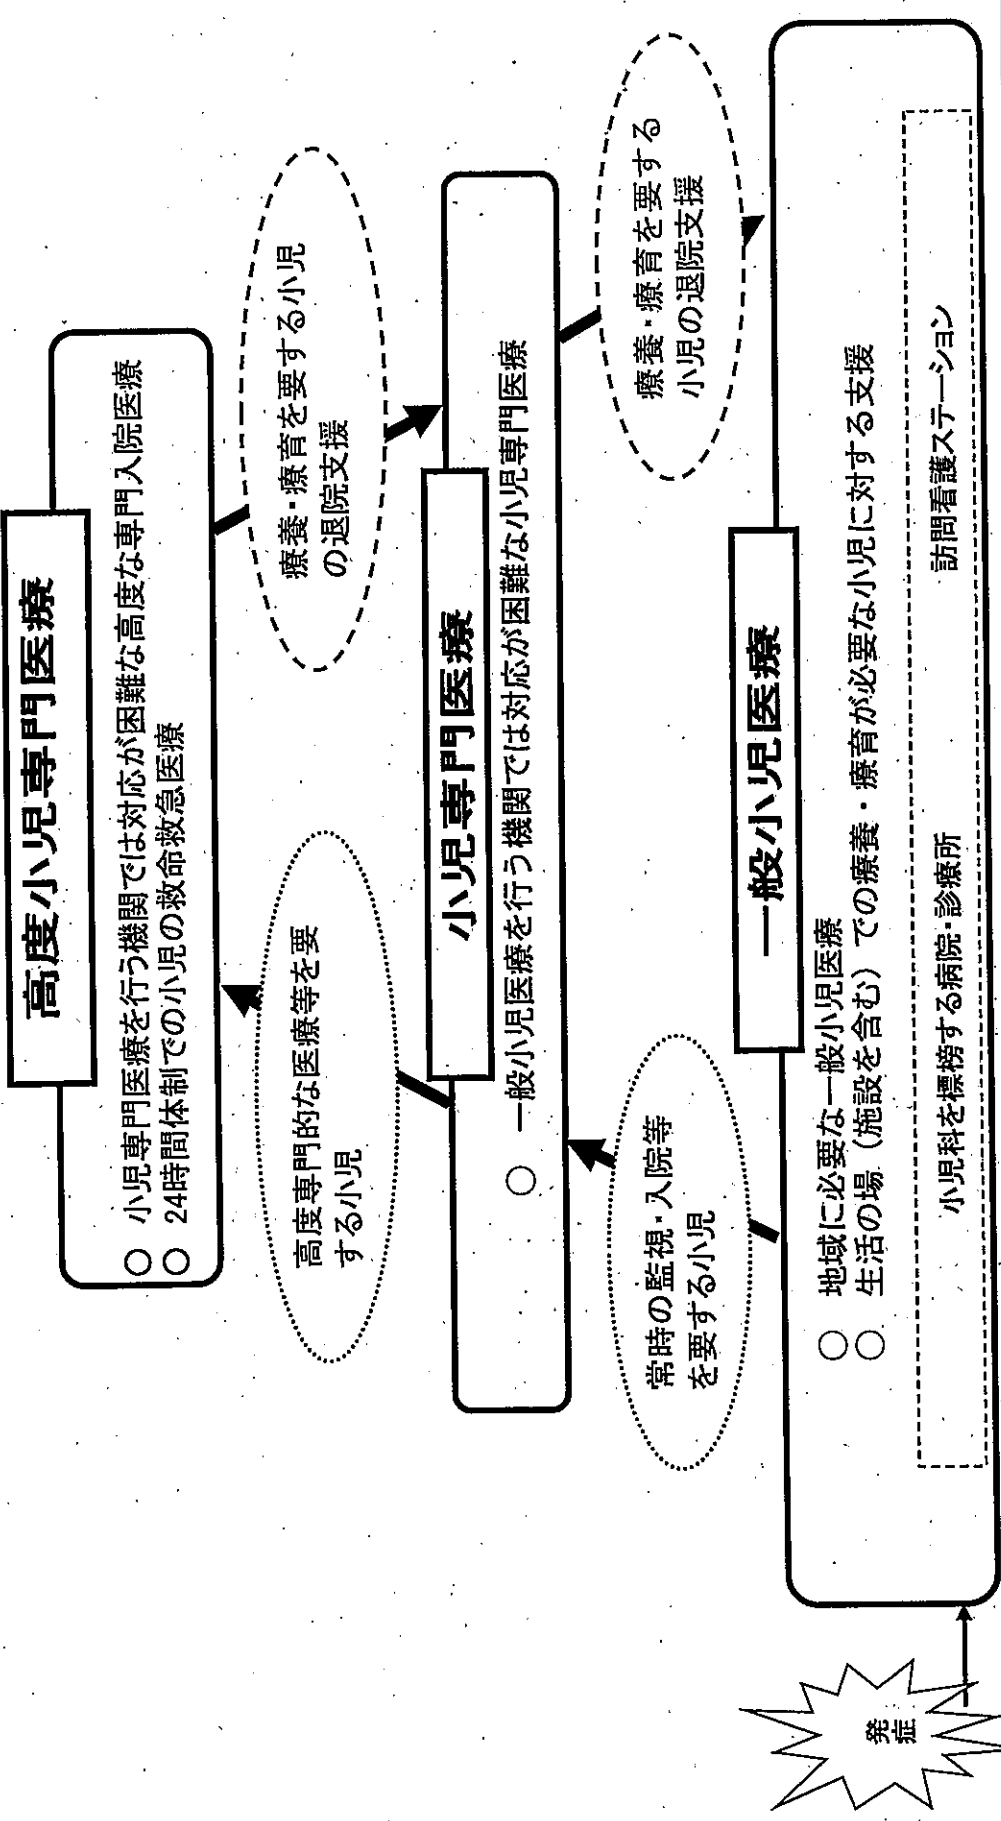 高度小児専門医療
○ 小児専門医療を行う機関では対応が困難な高度な専門入院医療
○ 24時間体制での小児の救命救急医療
高度専門的な医療等を要
する小児
療養・療育を要する小児
の退院支援
小児専門医療
○ 一般小児医療を行う機関では対応が困難な小児専門医療
常時の監視・入院等
を要する小児
療養・療育を要する
小児の退院支援
一般小児医療
○ 地域に必要な一般小児医療
○ 生活の場（施設を含む）での療養・療育が必要な小児に対する支援
小児科を標榜する病院・診療所 訪問看護ステーション
発症